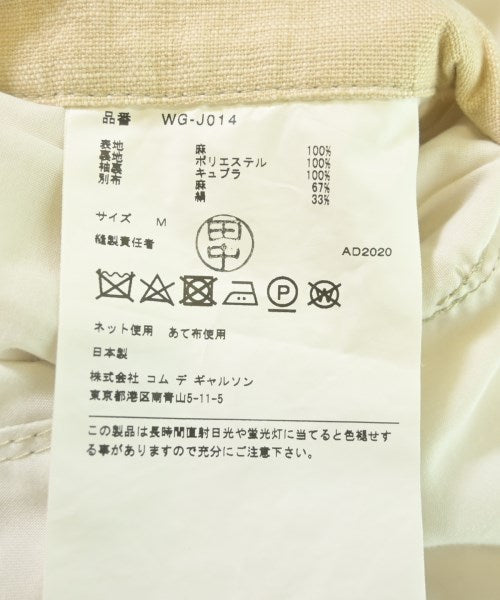 品番 WG-J014
表地 麻 100%
裏地 ポリエステル 100%
袖裏 キュプラ 100%
別布 麻 67%
絹 33%
サイズ M
縫製責任者 田中 AD2020
ネット使用 あて布使用
日本製
株式会社 コム デ ギャルソン
東京都港区南青山5-11-5
この製品は長時間直射日光や蛍光灯に当てると色褪せす
る事がありますので充分にご注意下さい。